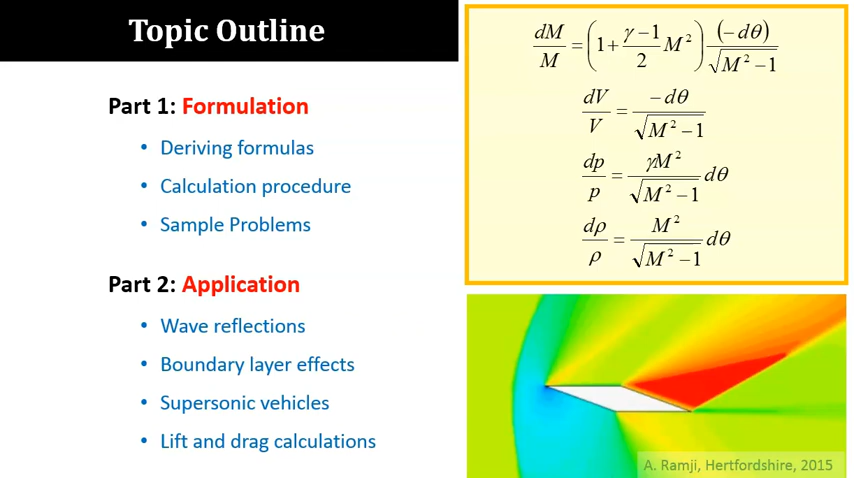 Topic Outline
Part 1: Formulation
• Deriving formulas
• Calculation procedure
• Sample Problems
Part 2: Application
• Wave reflections
• Boundary layer effects
• Supersonic vehicles
• Lift and drag calculations
dM/M = (1 + (γ − 1)/2 M²) (−dθ)/√(M² − 1)
dV/V = −dθ/√(M² − 1)
dp/p = γM²/√(M² − 1) dθ
dρ/ρ = M²/√(M² − 1) dθ
A. Ramji, Hertfordshire, 2015